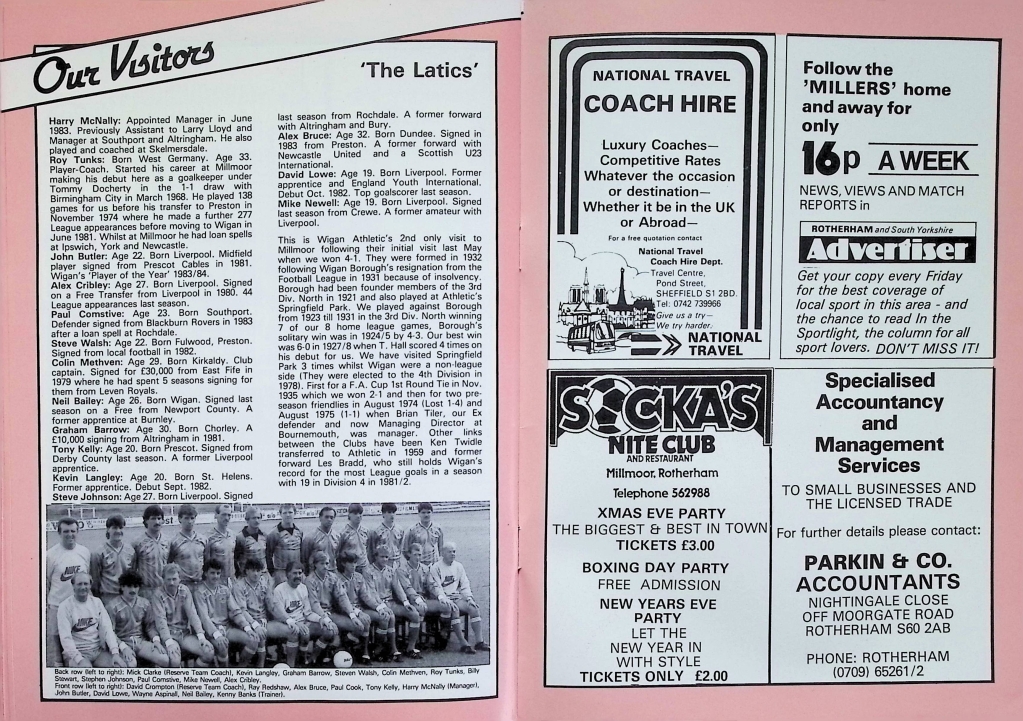 Our Visitors
'The Latics'
Harry McNally: Appointed Manager in June
1983. Previously Assistant to Larry Lloyd and
Manager at Southport and Altringham. He also
played and coached at Skelmersdale.
Roy Tunks: Born West Germany. Age 33.
Player-Coach. Started his career at Millmoor
making his debut here as a goalkeeper under
Tommy Docherty in the 1-1 draw with
Birmingham City in March 1968. He played 138
games for us before his transfer to Preston in
November 1974 where he made a further 277
League appearances before moving to Wigan in
June 1981. Whilst at Millmoor he had loan spells
at Ipswich, York and Newcastle.
John Butler: Age 22. Born Liverpool. Midfield
player signed from Prescot Cables in 1981.
Wigan's 'Player of the Year' 1983/84.
Alex Cribley: Age 27. Born Liverpool. Signed
on a Free Transfer from Liverpool in 1980. 44
League appearances last season.
Paul Comstive: Age 23. Born Southport.
Defender signed from Blackburn Rovers in 1983
after a loan spell at Rochdale.
Steve Walsh: Age 22. Born Fulwood, Preston.
Signed from local football in 1982.
Colin Methven: Age 29. Born Kirkaldy. Club
captain. Signed for £30,000 from East Fife in
1979 where he had spent 5 seasons signing for
them from Leven Royals.
Neil Bailey: Age 26. Born Wigan. Signed last
season on a Free from Newport County. A
former apprentice at Burnley.
Graham Barrow: Age 30. Born Chorley. A
£10,000 signing from Altringham in 1981.
Tony Kelly: Age 20. Born Prescot. Signed from
Derby County last season. A former Liverpool
apprentice.
Kevin Langley: Age 20. Born St. Helens.
Former apprentice. Debut Sept. 1982.
Steve Johnson: Age 27. Born Liverpool. Signed
last season from Rochdale. A former forward
with Altringham and Bury.
Alex Bruce: Age 32. Born Dundee. Signed in
1983 from Preston. A former forward with
Newcastle United and a Scottish U23
International.
David Lowe: Age 19. Born Liverpool. Former
apprentice and England Youth International.
Debut Oct. 1982. Top goalscorer last season.
Mike Newell: Age 19. Born Liverpool. Signed
last season from Crewe. A former amateur with
Liverpool.
This is Wigan Athletic's 2nd only visit to
Millmoor following their initial visit last May
when we won 4-1. They were formed in 1932
following Wigan Borough's resignation from the
Football League in 1931 because of insolvency.
Borough had been founder members of the 3rd
Div. North in 1921 and also played at Athletic's
Springfield Park. We played against Borough
from 1923 till 1931 in the 3rd Div. North winning
7 of our 8 home league games, Borough's
solitary win was in 1924/5 by 4-3. Our best win
was 6-0 in 1927/8 when T. Hall scored 4 times on
his debut for us. We have visited Springfield
Park 3 times whilst Wigan were a non-league
side (They were elected to the 4th Division in
1978). First for a F.A. Cup 1st Round Tie in Nov.
1935 which we won 2-1 and then for two pre-
season friendlies in August 1974 (Lost 1-4) and
August 1975 (1-1) when Brian Tiler, our Ex
defender and now Managing Director at
Bournemouth, was manager. Other links
between the Clubs have been Ken Twidle
transferred to Athletic in 1959 and former
forward Les Bradd, who still holds Wigan's
record for the most League goals in a season
with 19 in Division 4 in 1981/2.
NIKE
NIKE
NIKE
Back row (left to right): Mick Clarke (Reserve Team Coach), Kevin Langley, Graham Barrow, Steven Walsh, Colin Methven, Roy Tunks, Billy
Stewart, Stephen Johnson, Paul Comstive, Mike Newell, Alex Cribley.
Front row (left to right): David Crompton (Reserve Team Coach), Ray Redshaw, Alex Bruce, Paul Cook, Tony Kelly, Harry McNally (Manager),
John Butler, David Lowe, Wayne Aspinall, Neil Bailey, Kenny Banks (Trainer).
NATIONAL TRAVEL
COACH HIRE
Luxury Coaches—
Competitive Rates
Whatever the occasion
or destination—
Whether it be in the UK
or Abroad—
For a free quotation contact
National Travel
Coach Hire Dept.
Travel Centre,
Pond Street,
SHEFFIELD S1 2BD.
Tel: 0742 739966
Give us a try—
We try harder.
NATIONAL
TRAVEL
Follow the
'MILLERS' home
and away for
only
16p A WEEK
NEWS, VIEWS AND MATCH
REPORTS in
ROTHERHAM and South Yorkshire
Advertiser
Get your copy every Friday
for the best coverage of
local sport in this area - and
the chance to read In the
Sportlight, the column for all
sport lovers. DON'T MISS IT!
SOCKA'S
NITE CLUB
AND RESTAURANT
Millmoor, Rotherham
Telephone 562988
XMAS EVE PARTY
THE BIGGEST & BEST IN TOWN
TICKETS £3.00
BOXING DAY PARTY
FREE ADMISSION
NEW YEARS EVE
PARTY
LET THE
NEW YEAR IN
WITH STYLE
TICKETS ONLY £2.00
Specialised
Accountancy
and
Management
Services
TO SMALL BUSINESSES AND
THE LICENSED TRADE
For further details please contact:
PARKIN & CO.
ACCOUNTANTS
NIGHTINGALE CLOSE
OFF MOORGATE ROAD
ROTHERHAM S60 2AB
PHONE: ROTHERHAM
(0709) 65261/2